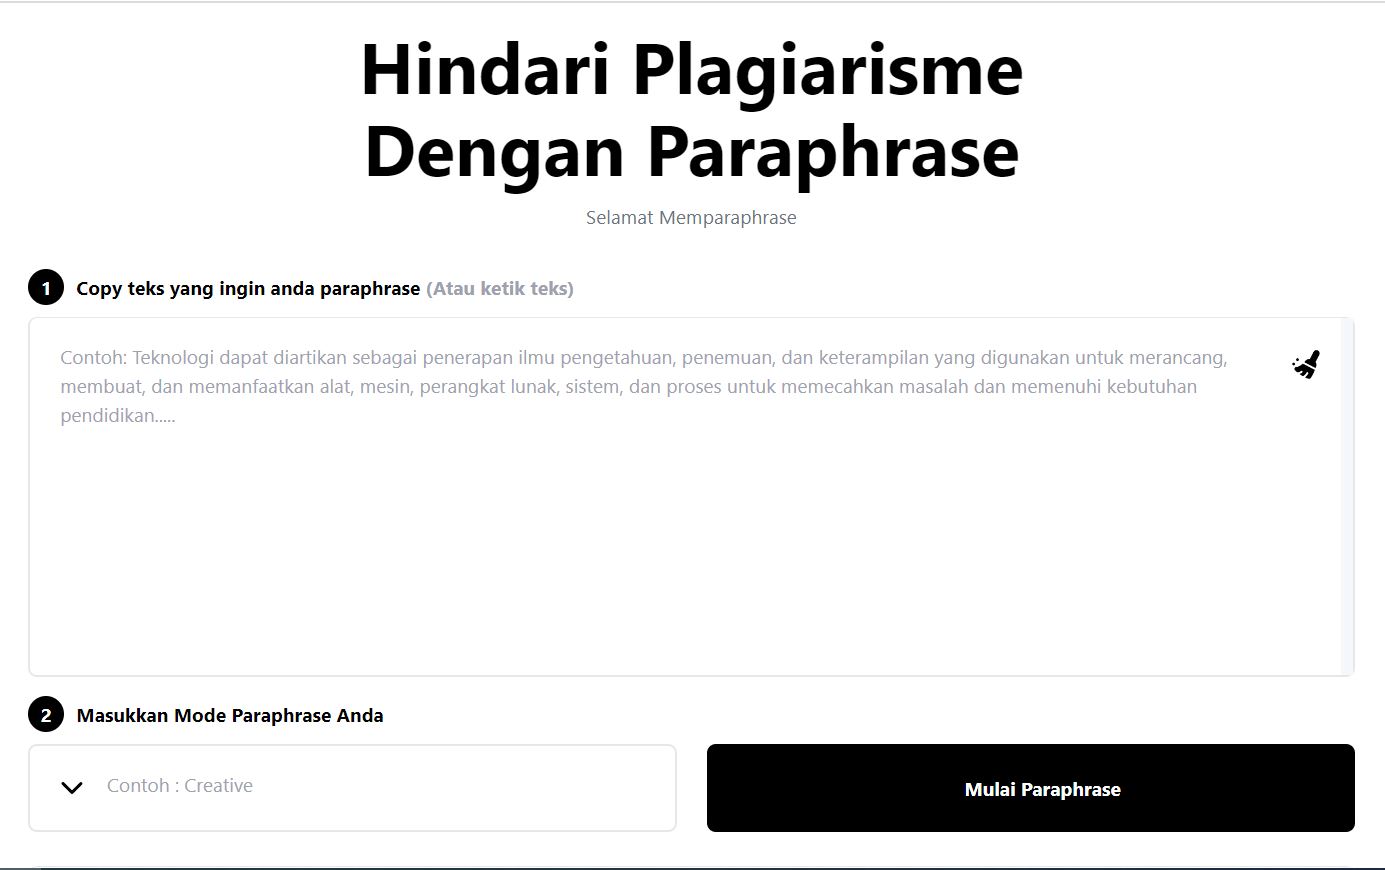 Hindari Plagiarisme
Dengan Paraphrase
Selamat Memparaphrase
1 Copy teks yang ingin anda paraphrase (Atau ketik teks)
Contoh: Teknologi dapat diartikan sebagai penerapan ilmu pengetahuan, penemuan, dan keterampilan yang digunakan untuk merancang,
membuat, dan memanfaatkan alat, mesin, perangkat lunak, sistem, dan proses untuk memecahkan masalah dan memenuhi kebutuhan
pendidikan.....
2 Masukkan Mode Paraphrase Anda
Contoh : Creative
Mulai Paraphrase